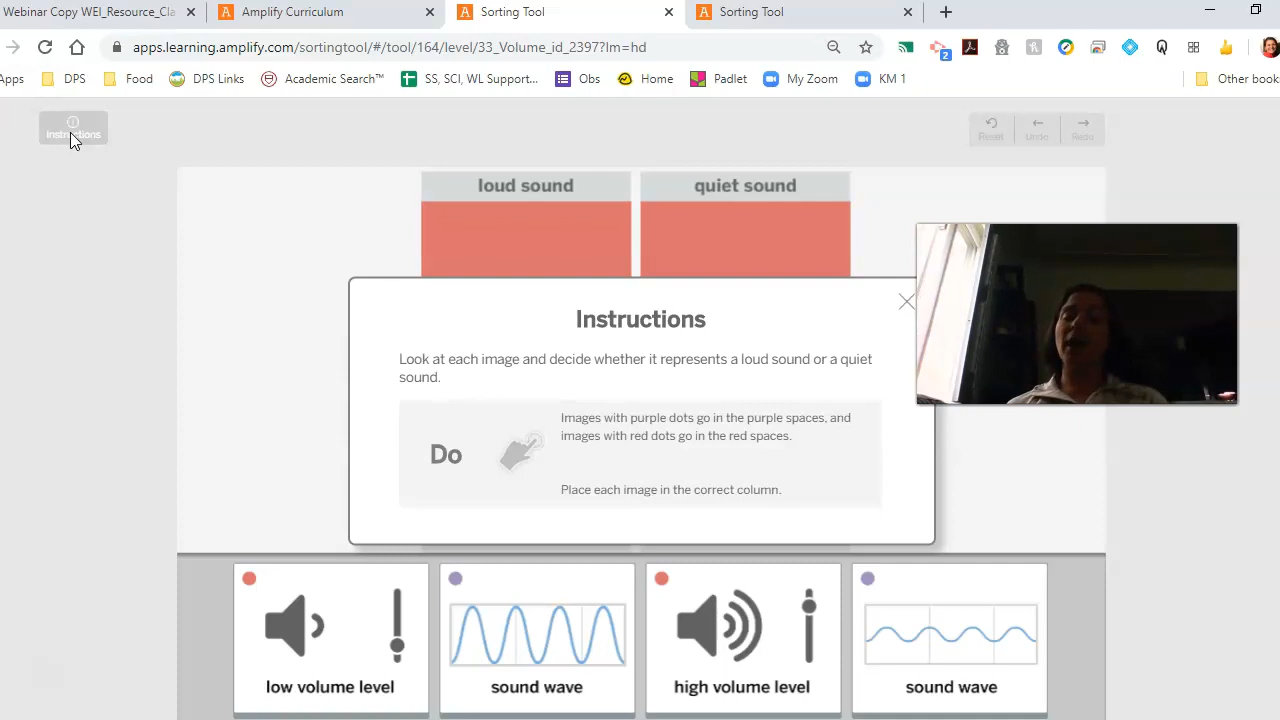 Webinar Copy WEI_Resource_Cla
Amplify Curriculum
Sorting Tool
Sorting Tool
apps.learning.amplify.com/sortingtool/#/tool/164/level/33_Volume_id_2397?lm=hd
2
Apps
DPS
Food
DPS Links
Academic Search™
SS, SCI, WL Support...
Obs
Home
Padlet
My Zoom
KM 1
Other book
Instructions
Reset
Undo
Redo
loud sound
quiet sound
Instructions
Look at each image and decide whether it represents a loud sound or a quiet
sound.
Do
Images with purple dots go in the purple spaces, and
images with red dots go in the red spaces.
Place each image in the correct column.
low volume level
sound wave
high volume level
sound wave